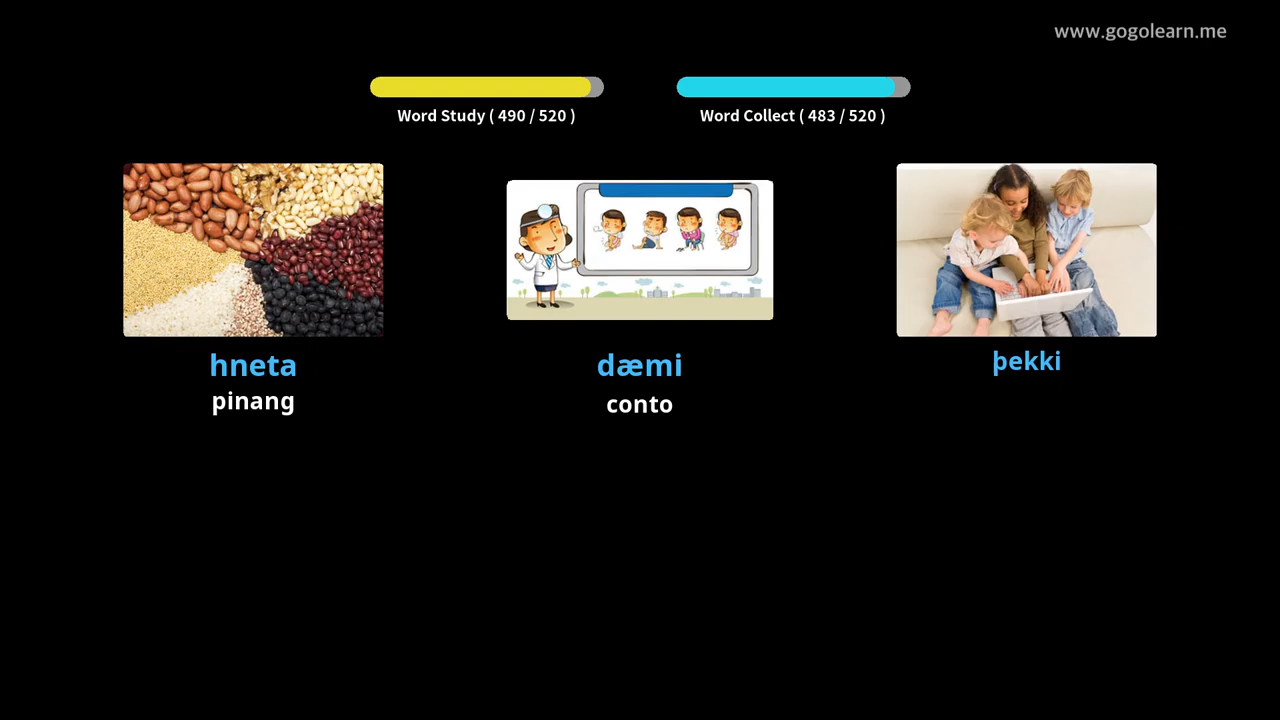 www.gogolearn.me
Word Study ( 490 / 520 )
Word Collect ( 483 / 520 )
hneta
pinang
dæmi
conto
þekki